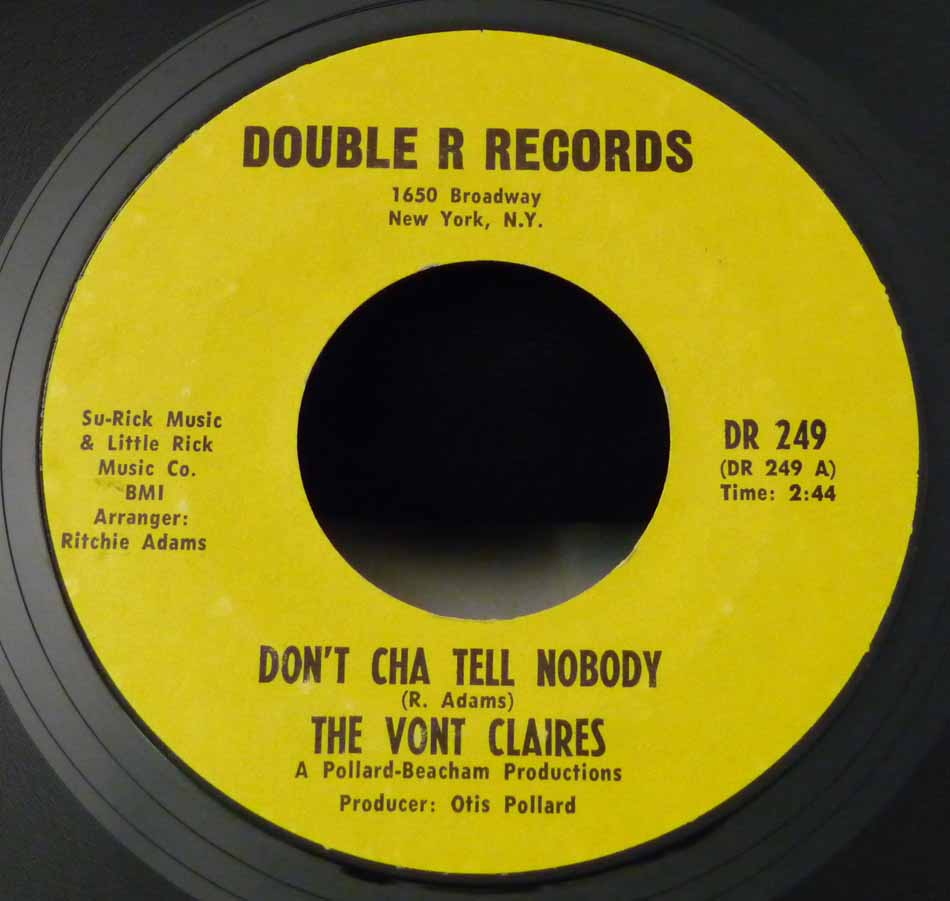 DOUBLE R RECORDS
1650 Broadway
New York, N.Y.
Su-Rick Music
& Little Rick
Music Co.
BMI
Arranger:
Ritchie Adams
DR 249
(DR 249 A)
Time: 2:44
DON'T CHA TELL NOBODY
(R. Adams)
THE VONT CLAIRES
A Pollard-Beacham Productions
Producer: Otis Pollard